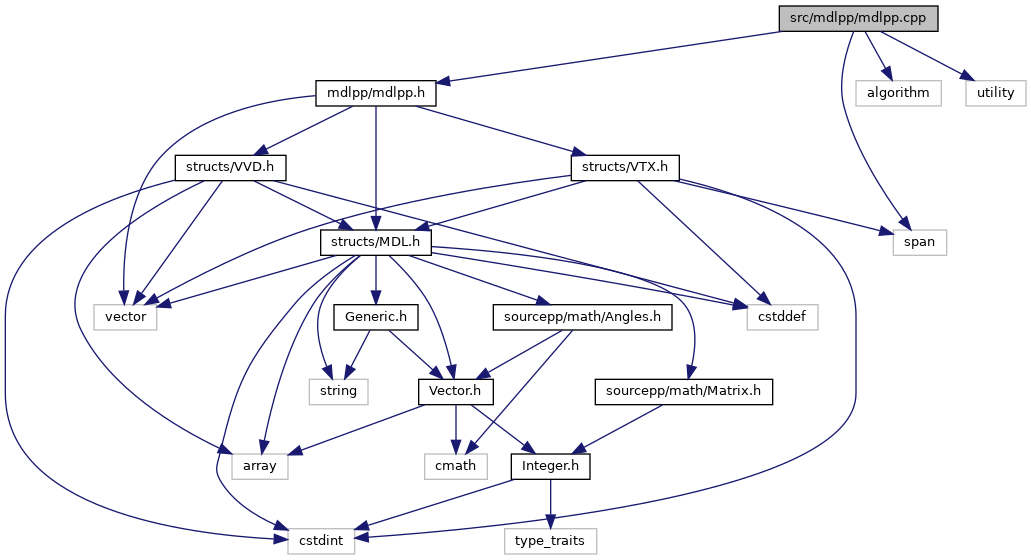 src/mdlpp/mdlpp.cpp
mdlpp/mdlpp.h
algorithm
utility
structs/VVD.h
structs/VTX.h
structs/MDL.h
span
vector
Generic.h
sourcepp/math/Angles.h
cstddef
string
Vector.h
sourcepp/math/Matrix.h
array
cmath
Integer.h
cstdint
type_traits